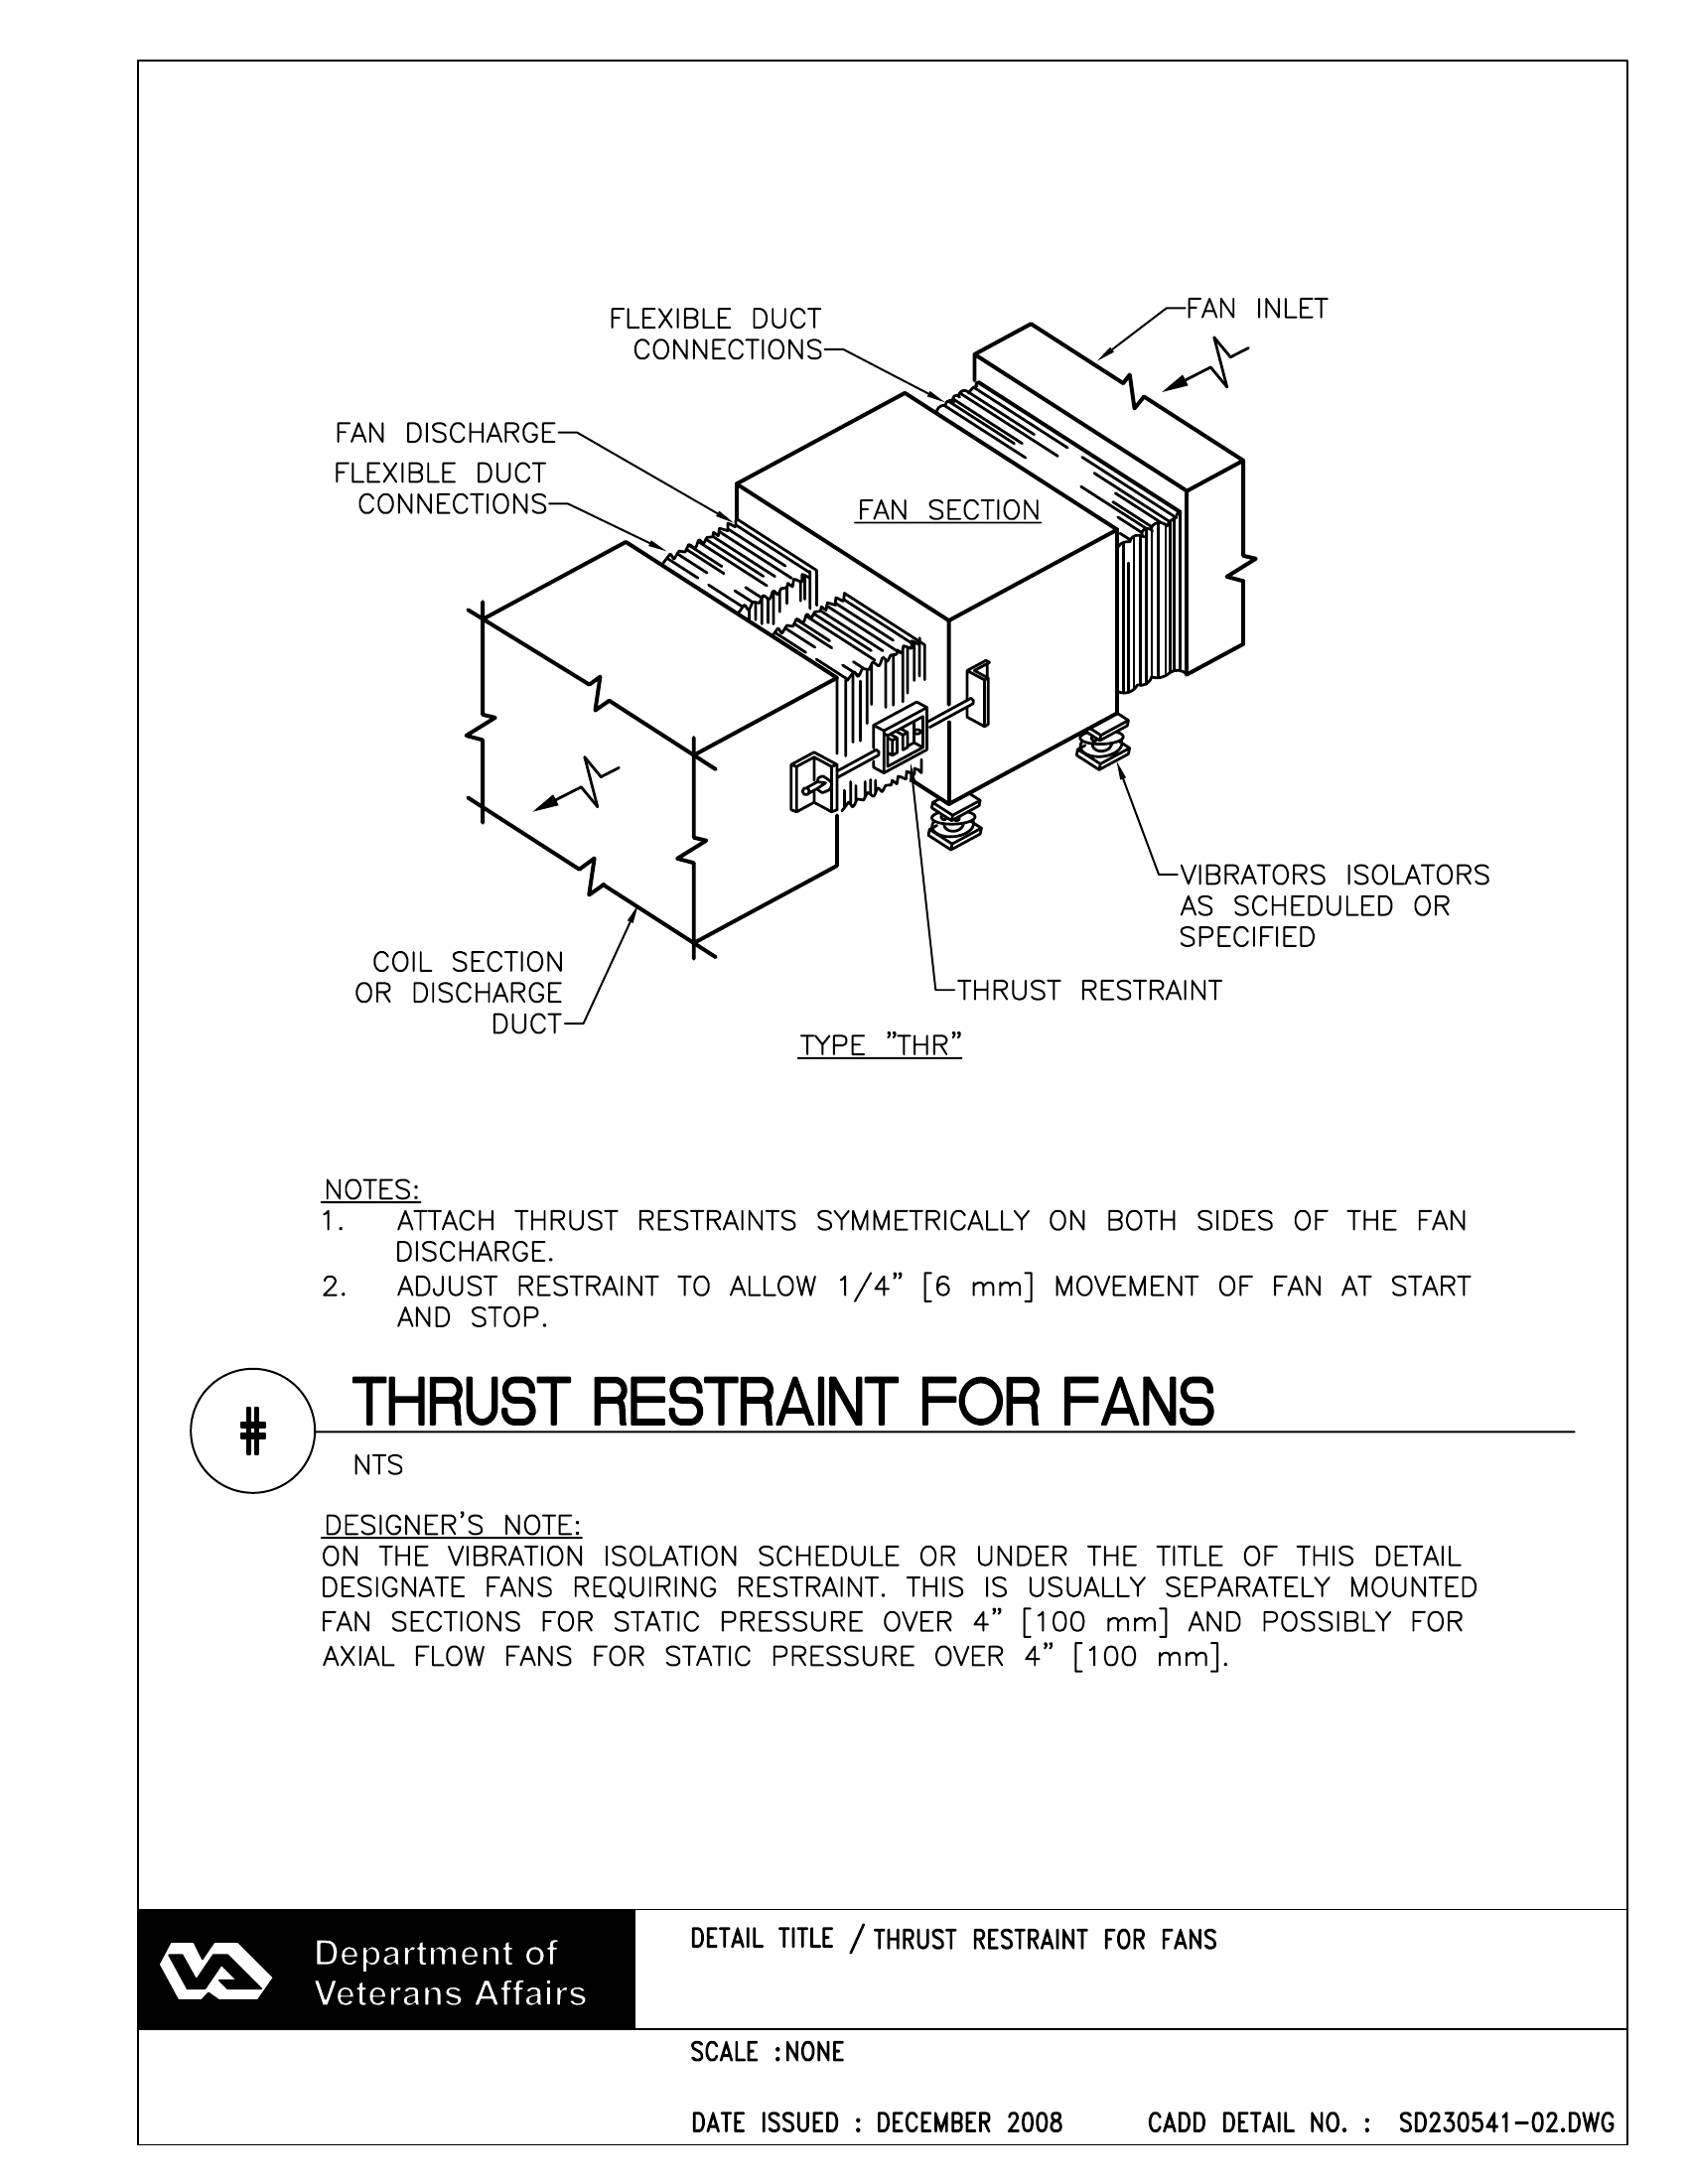 FLEXIBLE DUCT
CONNECTIONS
FAN INLET
FAN DISCHARGE
FLEXIBLE DUCT
CONNECTIONS
FAN SECTION
VIBRATORS ISOLATORS
AS SCHEDULED OR
SPECIFIED
COIL SECTION
OR DISCHARGE
DUCT
THRUST RESTRAINT
TYPE "THR"
NOTES:
1. ATTACH THRUST RESTRAINTS SYMMETRICALLY ON BOTH SIDES OF THE FAN
DISCHARGE.
2. ADJUST RESTRAINT TO ALLOW 1/4" [6 mm] MOVEMENT OF FAN AT START
AND STOP.
# THRUST RESTRAINT FOR FANS
NTS
DESIGNER'S NOTE:
ON THE VIBRATION ISOLATION SCHEDULE OR UNDER THE TITLE OF THIS DETAIL
DESIGNATE FANS REQUIRING RESTRAINT. THIS IS USUALLY SEPARATELY MOUNTED
FAN SECTIONS FOR STATIC PRESSURE OVER 4" [100 mm] AND POSSIBLY FOR
AXIAL FLOW FANS FOR STATIC PRESSURE OVER 4" [100 mm].
Department of
Veterans Affairs
DETAIL TITLE / THRUST RESTRAINT FOR FANS
SCALE :NONE
DATE ISSUED : DECEMBER 2008 CADD DETAIL NO. : SD230541-02.DWG